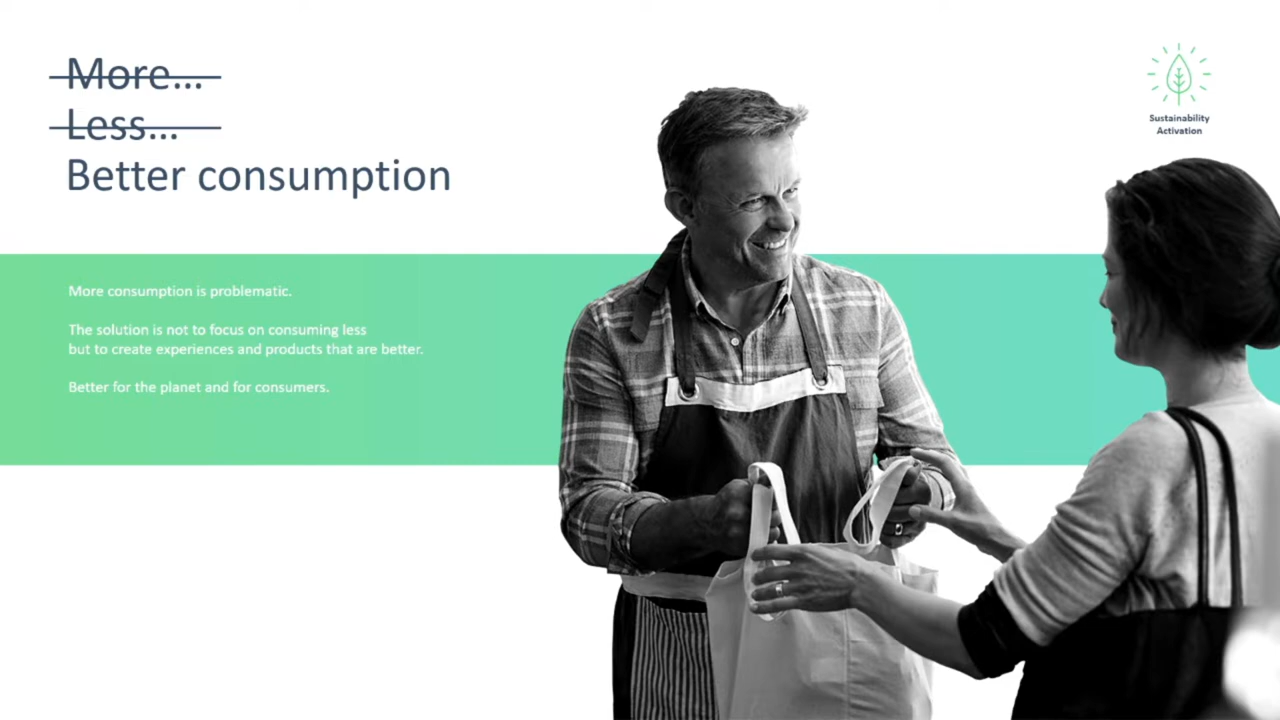 More...
Less...
Better consumption
Sustainability
Activation
More consumption is problematic.
The solution is not to focus on consuming less
but to create experiences and products that are better.
Better for the planet and for consumers.